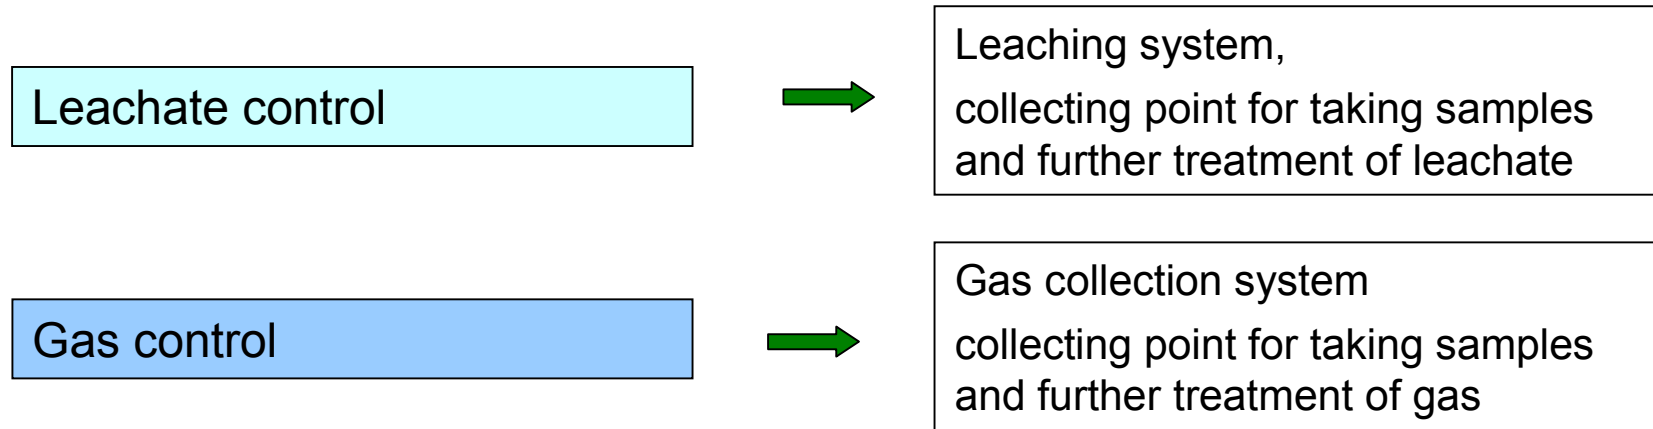 Leachate control
Leaching system,
collecting point for taking samples
and further treatment of leachate
Gas control
Gas collection system
collecting point for taking samples
and further treatment of gas